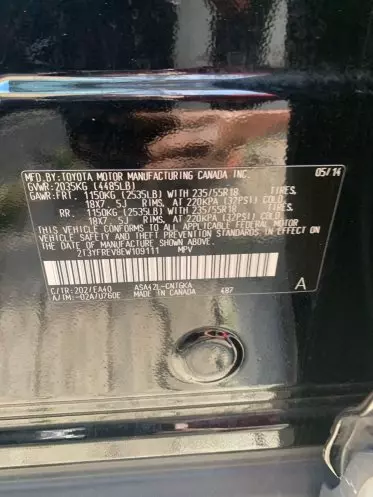 MFD.BY:TOYOTA MOTOR MANUFACTURING CANADA INC. 05/14
GVWR:2035KG (4485LB)
GAWR:FRT. 1150KG (2535LB) WITH 235/55R18 TIRES,
18X7.5J RIMS, AT 220KPA (32PSI) COLD
RR. 1150KG (2535LB) WITH 235/55R18 TIRES,
18X7.5J RIMS, AT 220KPA (32PSI) COLD
THIS VEHICLE CONFORMS TO ALL APPLICABLE FEDERAL MOTOR
VEHICLE SAFETY AND THEFT PREVENTION STANDARDS IN EFFECT
ON THE DATE OF MANUFACTURE SHOWN ABOVE.
2T3YFREV8EW109111 MPV
C/TR:202/EA40 ASA42L-CNTGKA A
A/TM:-02A/U760E MADE IN CANADA 4B7